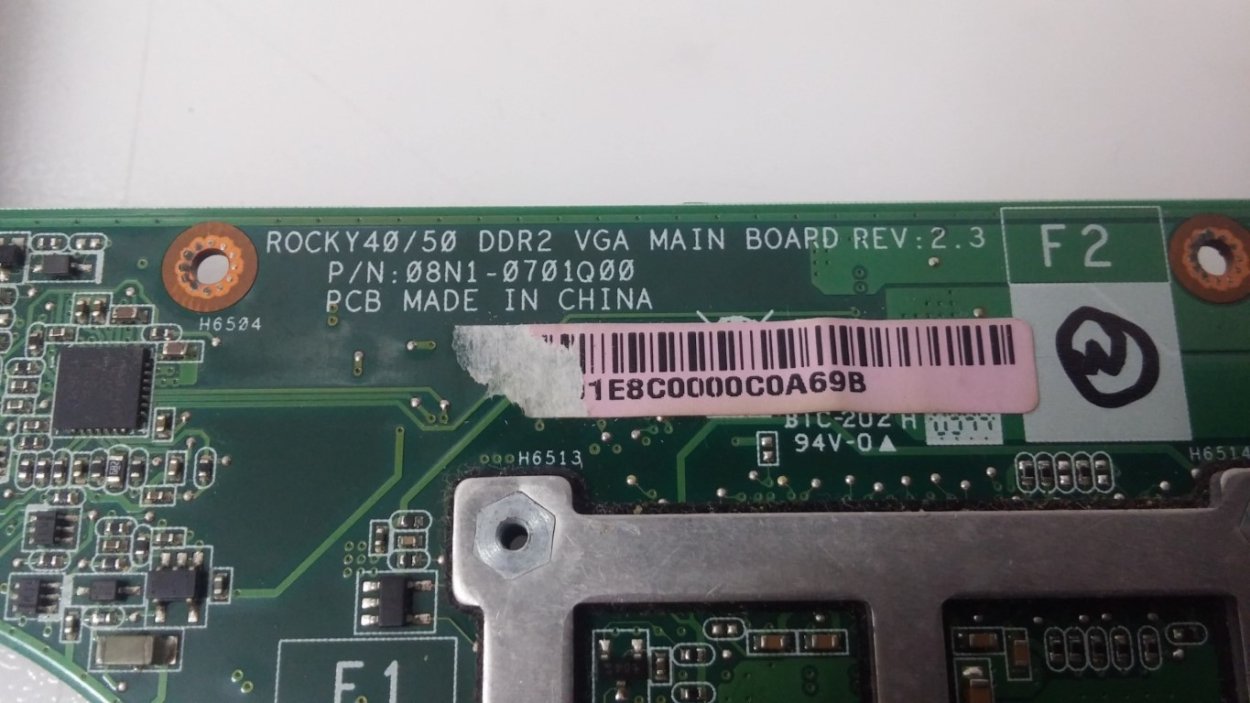 ROCKY40/50 DDR2 VGA MAIN BOARD REV:2.3
P/N:08N1-0701Q00
PCB MADE IN CHINA
F2
H6504
1E8C0000C0A69B
BTC-202 H
94V-0▲
H6513
H6514
F1